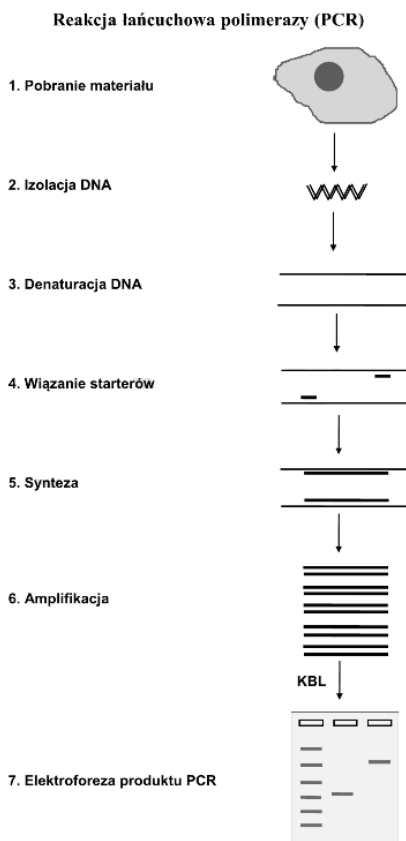 Reakcja łańcuchowa polimerazy (PCR)
1. Pobranie materiału
2. Izolacja DNA
3. Denaturacja DNA
4. Wiązanie starterów
5. Synteza
6. Amplifikacja
KBL
7. Elektroforeza produktu PCR